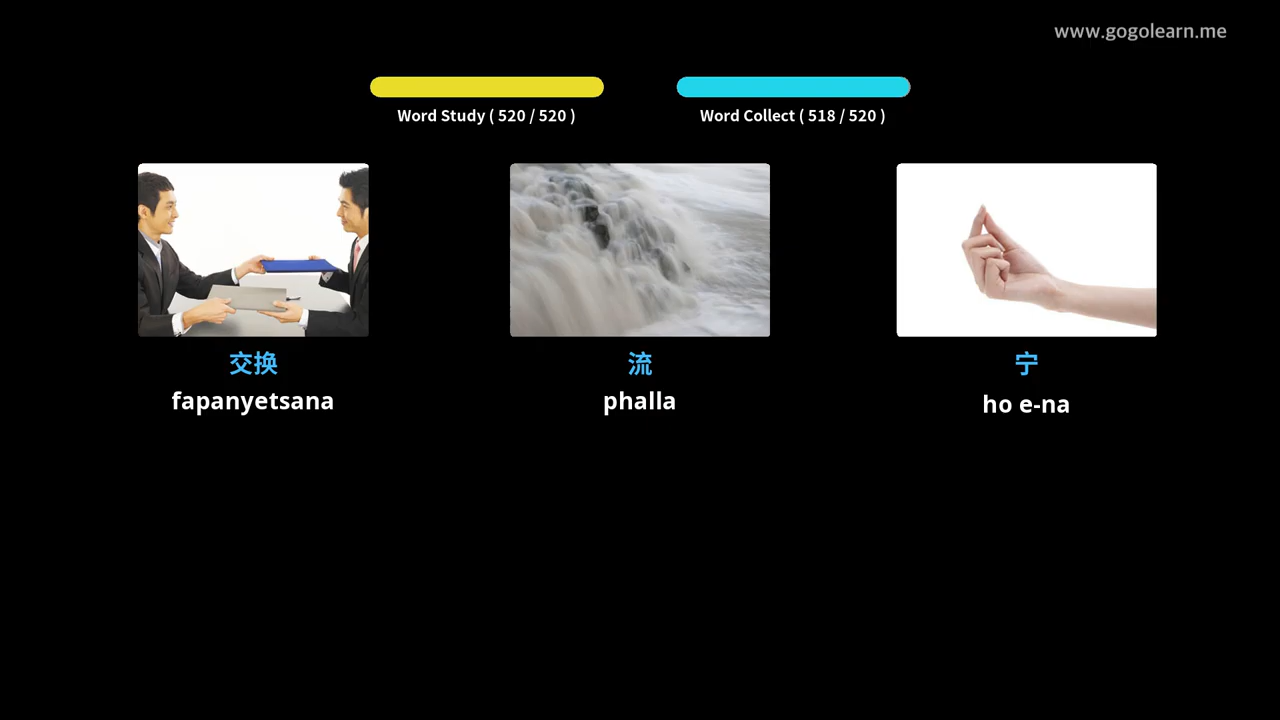 www.gogolearn.me
Word Study ( 520 / 520 )
Word Collect ( 518 / 520 )
交换
流
宁
fapanyetsana
phalla
ho e-na